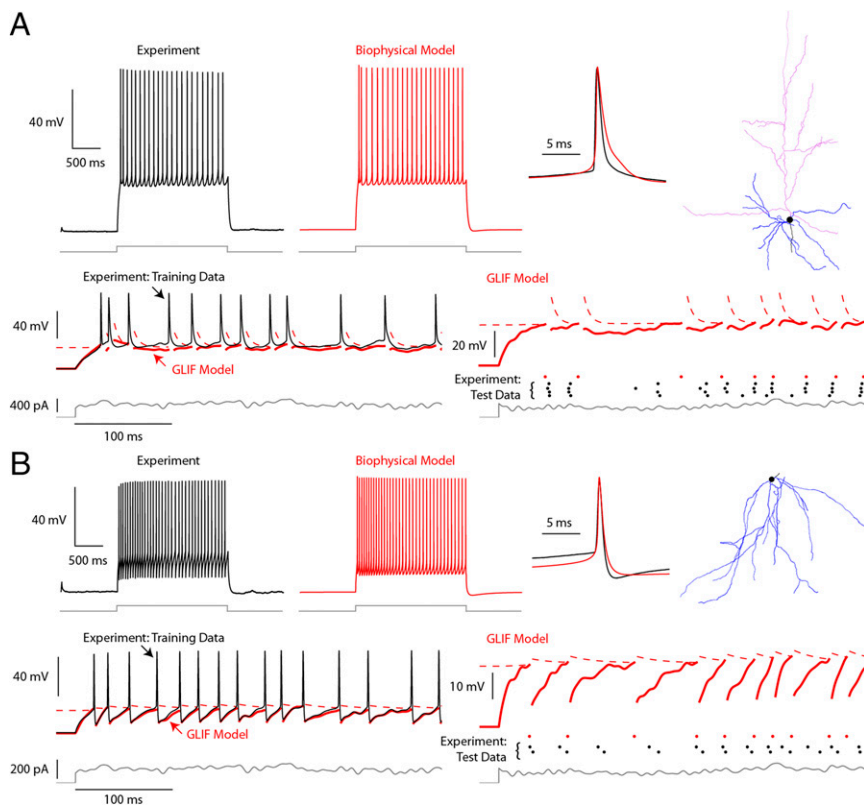 A
Experiment
Biophysical Model
40 mV
500 ms
5 ms
Experiment: Training Data
GLIF Model
40 mV
GLIF Model
20 mV
Experiment:
Test Data
{
400 pA
100 ms
B
Experiment
Biophysical Model
40 mV
500 ms
5 ms
Experiment: Training Data
GLIF Model
40 mV
GLIF Model
10 mV
Experiment:
Test Data
{
200 pA
100 ms